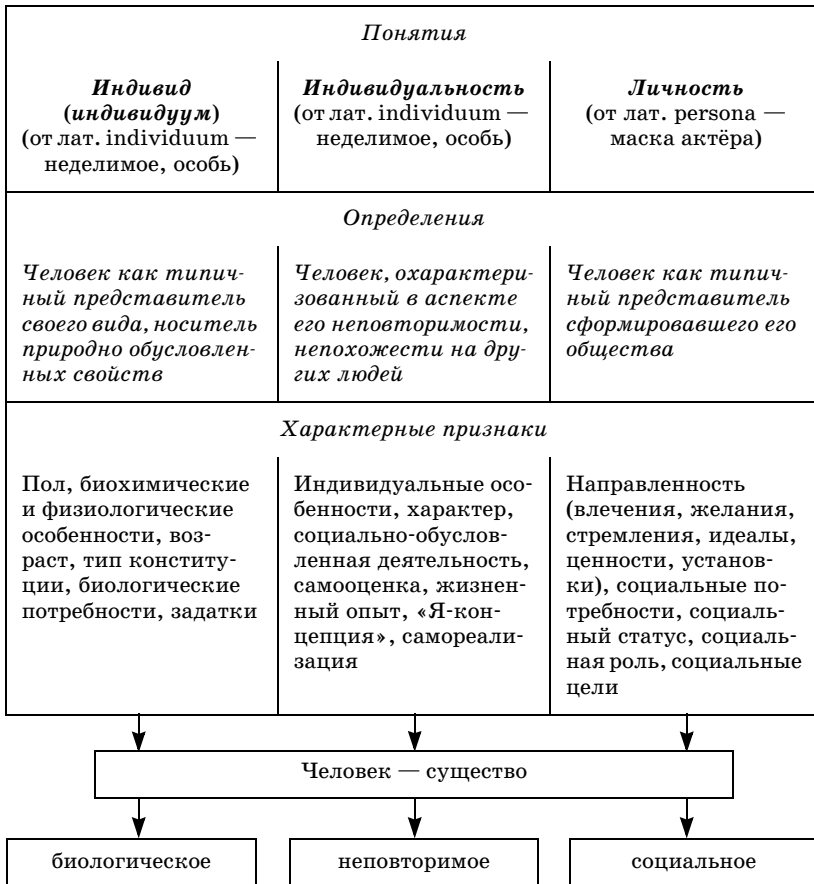 Понятия
Индивид
(индивидуум)
(от лат. individuum —
неделимое, особь)
Индивидуальность
(от лат. individuum —
неделимое, особь)
Личность
(от лат. persona —
маска актёра)
Определения
Человек как типич-
ный представитель
своего вида, носитель
природно обусловлен-
ных свойств
Человек, охарактери-
зованный в аспекте
его неповторимости,
непохожести на дру-
гих людей
Человек как типич-
ный представитель
сформировавшего его
общества
Характерные признаки
Пол, биохимические
и физиологические
особенности, воз-
раст, тип конститу-
ции, биологические
потребности, задатки
Индивидуальные осо-
бенности, характер,
социально-обуслов-
ленная деятельность,
самооценка, жизнен-
ный опыт, «Я-кон-
цепция», самореали-
зация
Направленность
(влечения, желания,
стремления, идеалы,
ценности, установ-
ки), социальные по-
требности, социаль-
ный статус, социаль-
ная роль, социальные
цели
Человек — существо
биологическое
неповторимое
социальное